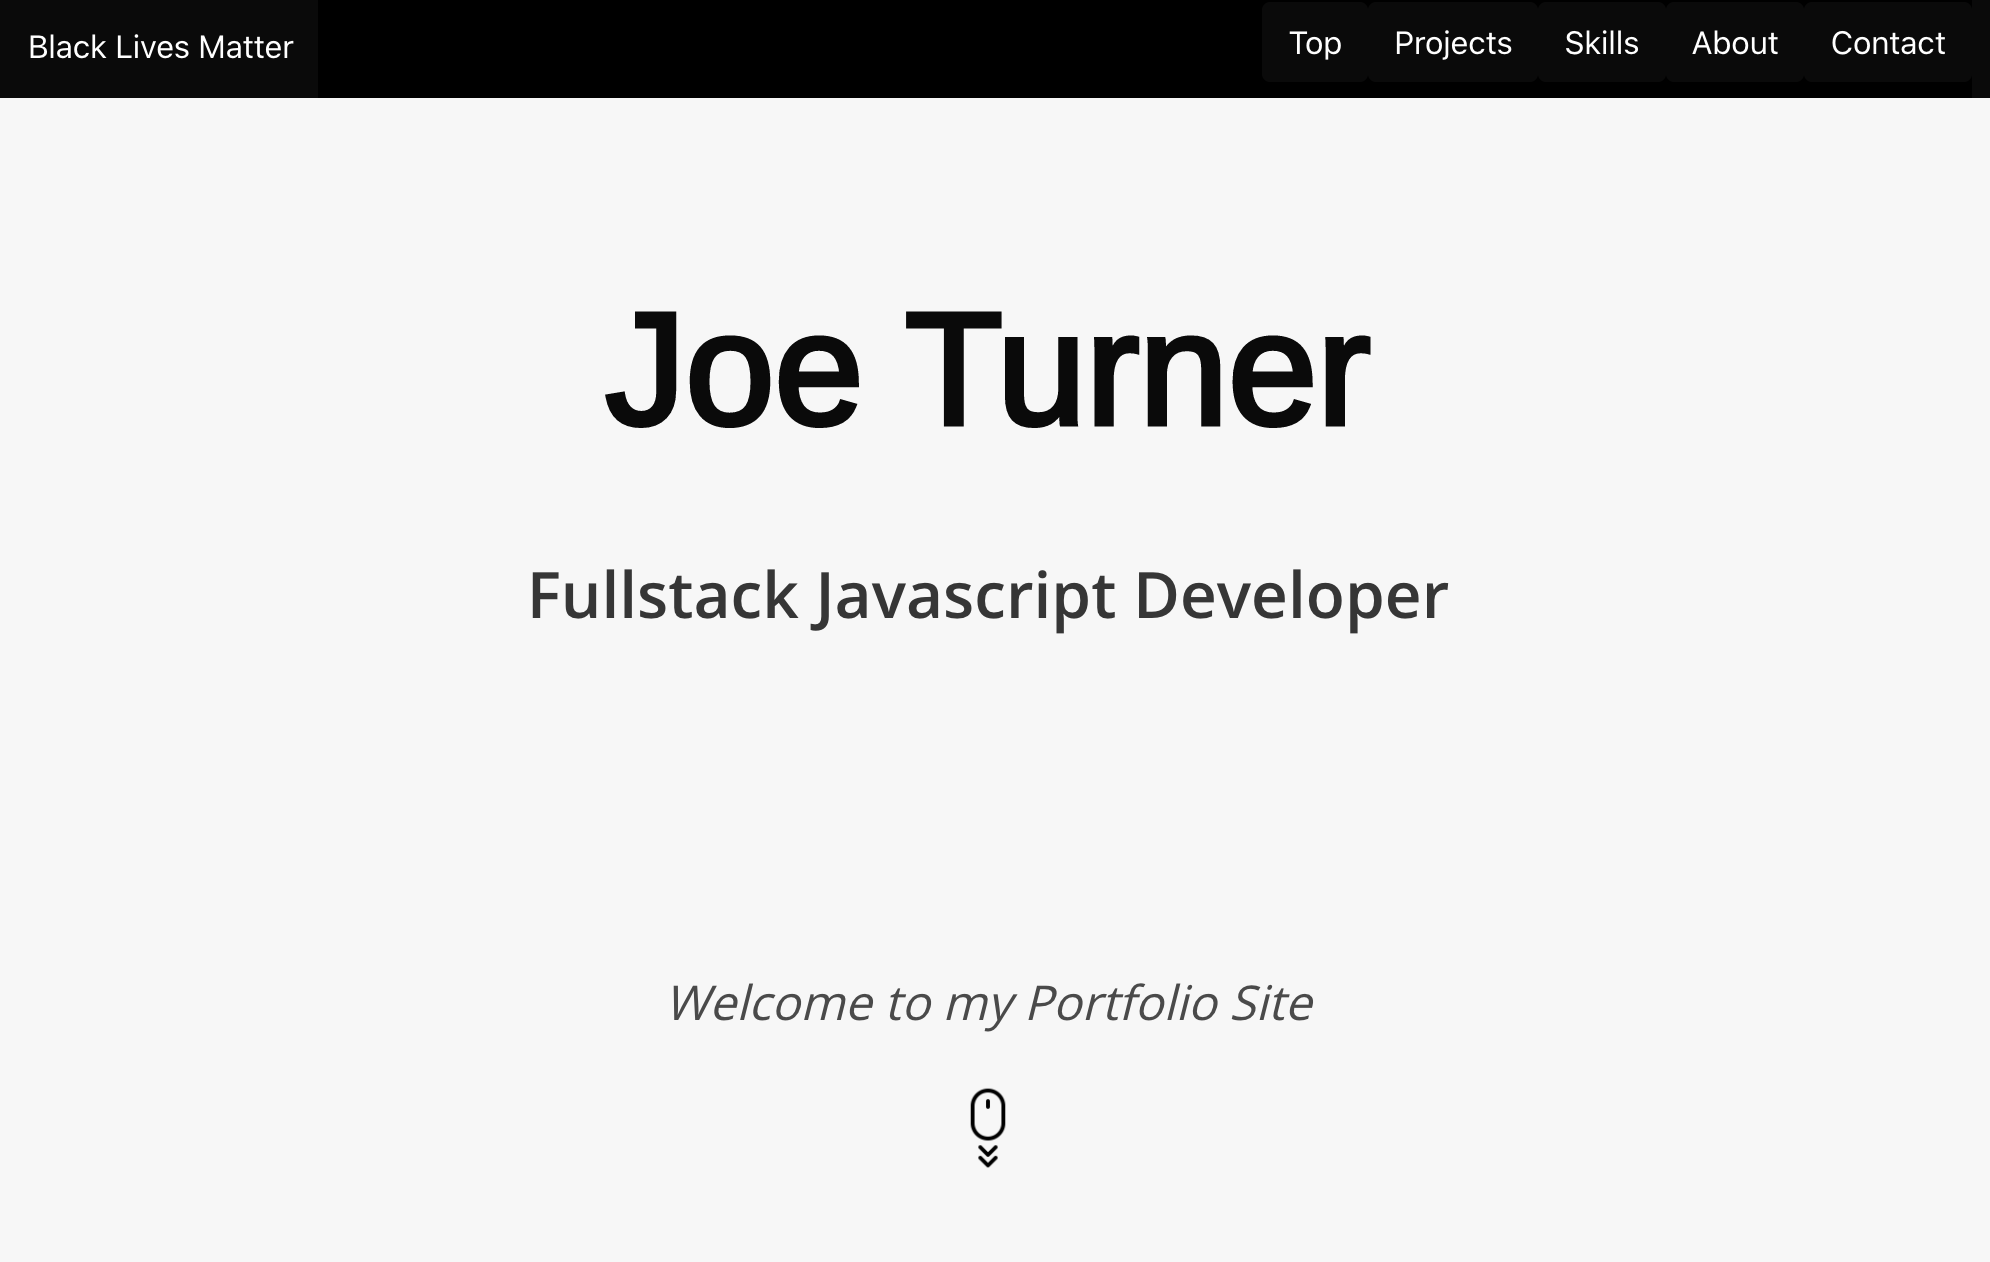 Black Lives Matter
Top Projects Skills About Contact
Joe Turner
Fullstack Javascript Developer
Welcome to my Portfolio Site